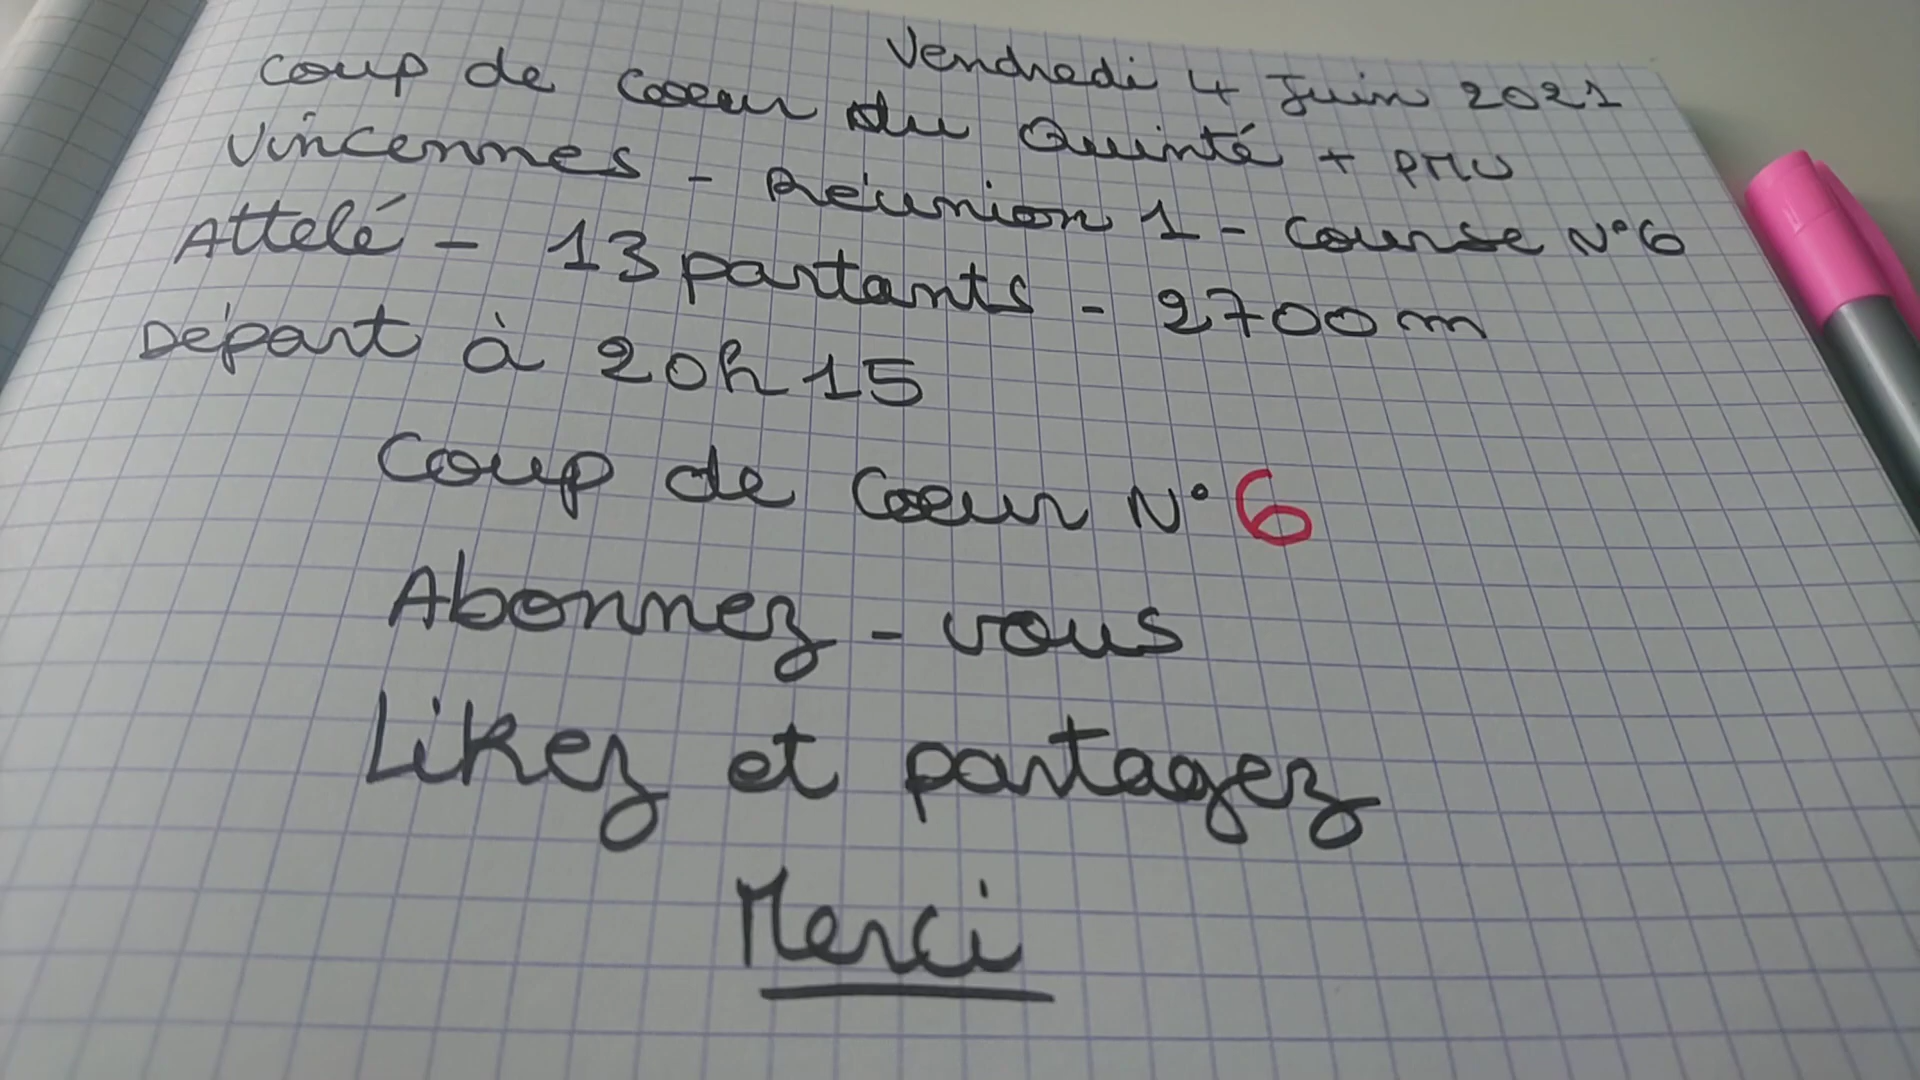 Vendredi 4 Juin 2021
Coup de Coeur du Quinté + PMU
Vincennes - Réunion 1 - Course N°6
Attelé - 13 partants - 2700m
Départ à 20h15
Coup de Coeur N°6
Abonnez-vous
Likez et partagez
Merci